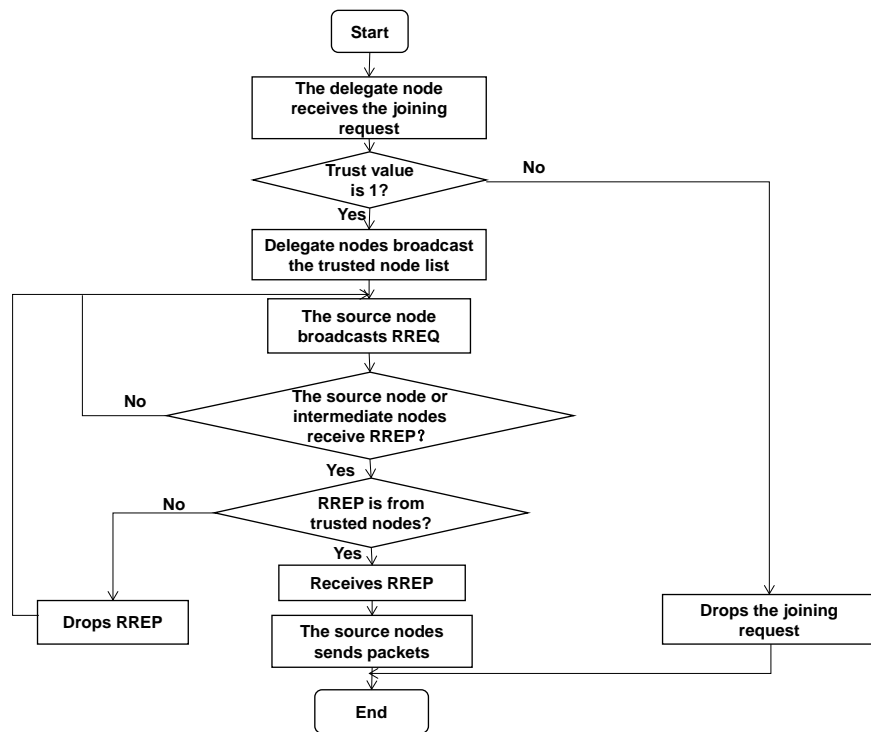 Start
The delegate node
receives the joining
request
Trust value
is 1?
No
Yes
Delegate nodes broadcast
the trusted node list
The source node
broadcasts RREQ
The source node or
intermediate nodes
receive RREP?
No
Yes
RREP is from
trusted nodes?
No
Yes
Receives RREP
Drops RREP
Drops the joining
request
The source nodes
sends packets
End